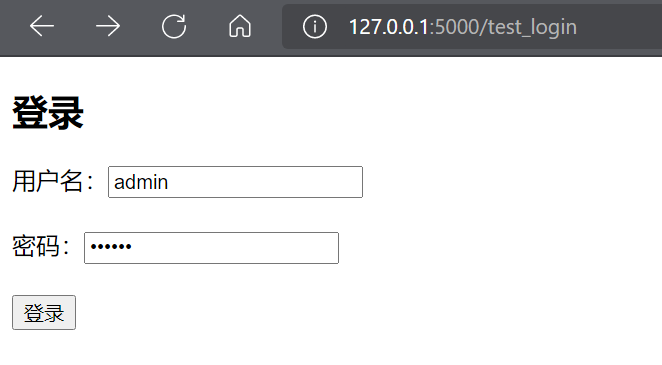 127.0.0.1:5000/test_login
登录
用户名：admin
密码：••••••
登录